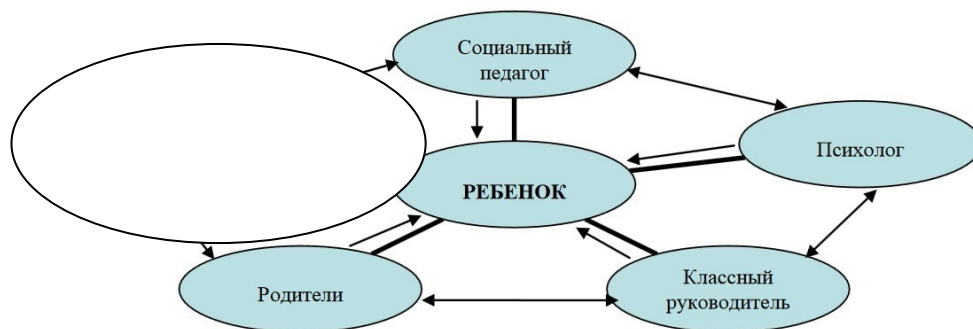 Социальный
педагог
Психолог
РЕБЕНОК
Родители
Классный
руководитель